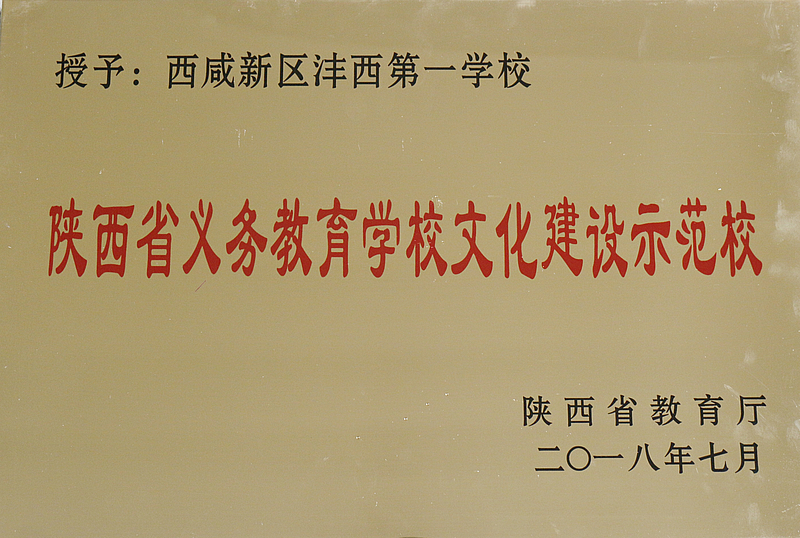 授予：西咸新区沣西第一学校
陕西省义务教育学校文化建设示范校
陕西省教育厅
二〇一八年七月